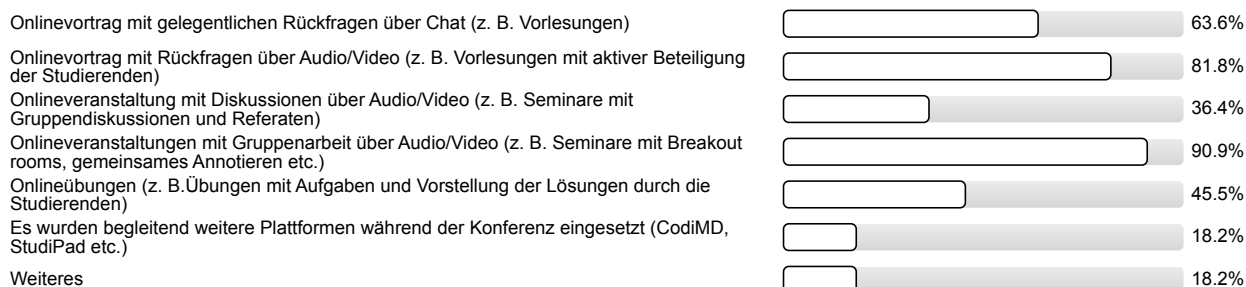 Onlinevortrag mit gelegentlichen Rückfragen über Chat (z. B. Vorlesungen) 63.6%
Onlinevortrag mit Rückfragen über Audio/Video (z. B. Vorlesungen mit aktiver Beteiligung
der Studierenden) 81.8%
Onlineveranstaltung mit Diskussionen über Audio/Video (z. B. Seminare mit
Gruppendiskussionen und Referaten) 36.4%
Onlineveranstaltungen mit Gruppenarbeit über Audio/Video (z. B. Seminare mit Breakout
rooms, gemeinsames Annotieren etc.) 90.9%
Onlineübungen (z. B.Übungen mit Aufgaben und Vorstellung der Lösungen durch die
Studierenden) 45.5%
Es wurden begleitend weitere Plattformen während der Konferenz eingesetzt (CodiMD,
StudiPad etc.) 18.2%
Weiteres 18.2%